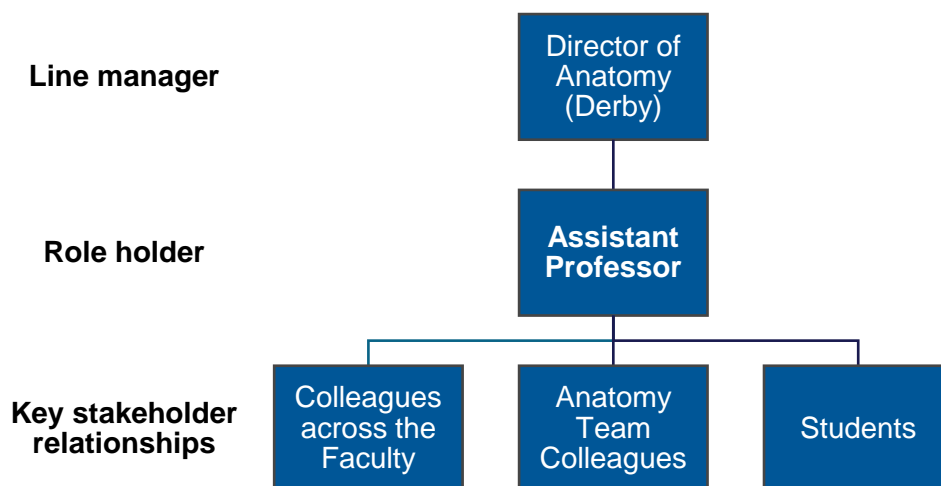 Line manager
Director of
Anatomy
(Derby)
Role holder
Assistant
Professor
Key stakeholder
relationships
Colleagues
across the
Faculty
Anatomy
Team
Colleagues
Students